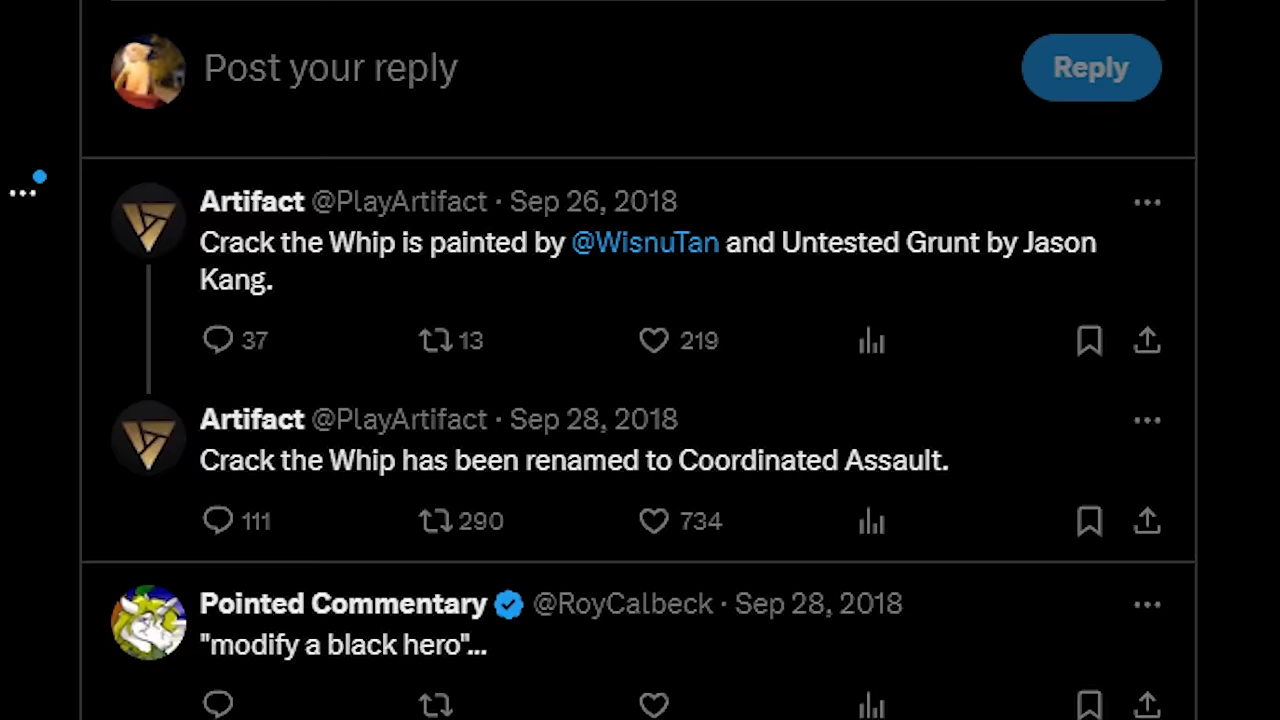 Post your reply
Reply
Artifact @PlayArtifact · Sep 26, 2018
Crack the Whip is painted by @WisnuTan and Untested Grunt by Jason
Kang.
37 13 219
Artifact @PlayArtifact · Sep 28, 2018
Crack the Whip has been renamed to Coordinated Assault.
111 290 734
Pointed Commentary @RoyCalbeck · Sep 28, 2018
"modify a black hero"...